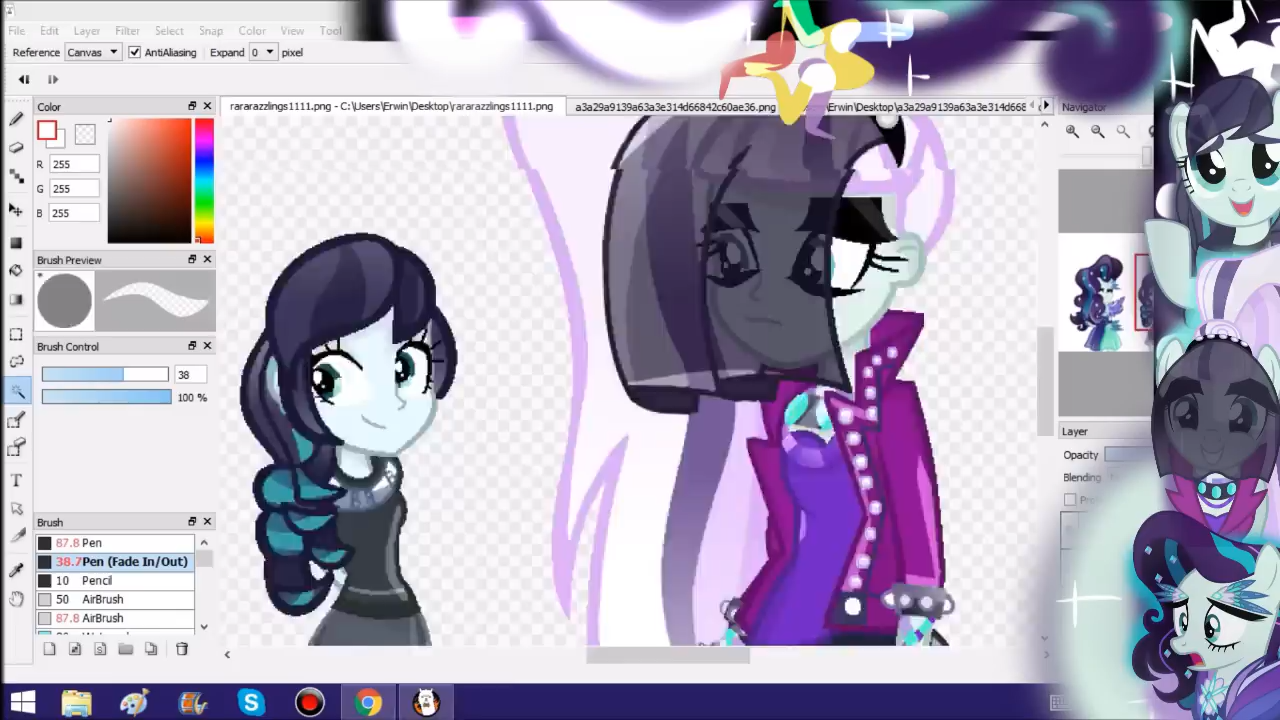 File Edit Layer Filter Select Snap Color View Tool
Reference Canvas AntiAliasing Expand 0 pixel
rararazzlings1111.png - C:\Users\Erwin\Desktop\rararazzlings1111.png
a3a29a9139a63a3e314d66842c60ae36.png Erwin\Desktop\a3a29a9139a63a3e314d668
Color
Navigator
R 255
G 255
B 255
Brush Preview
Brush Control
38
100 %
Layer
Opacity
Blending
Brush
87.8 Pen
38.7 Pen (Fade In/Out)
10 Pencil
50 AirBrush
87.8 AirBrush